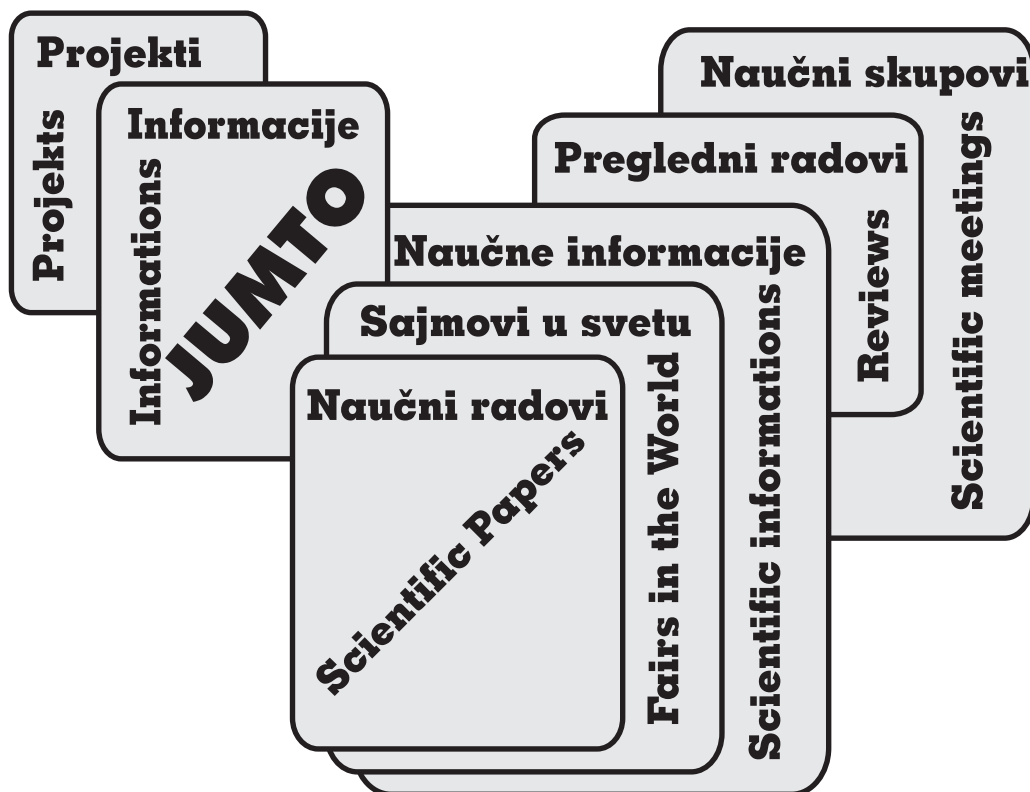 Projekti
Projekts
Informacije
Informations
JUMTO
Naučni skupovi
Scientific meetings
Pregledni radovi
Reviews
Naučne informacije
Scientific informations
Sajmovi u svetu
Fairs in the World
Naučni radovi
Scientific Papers